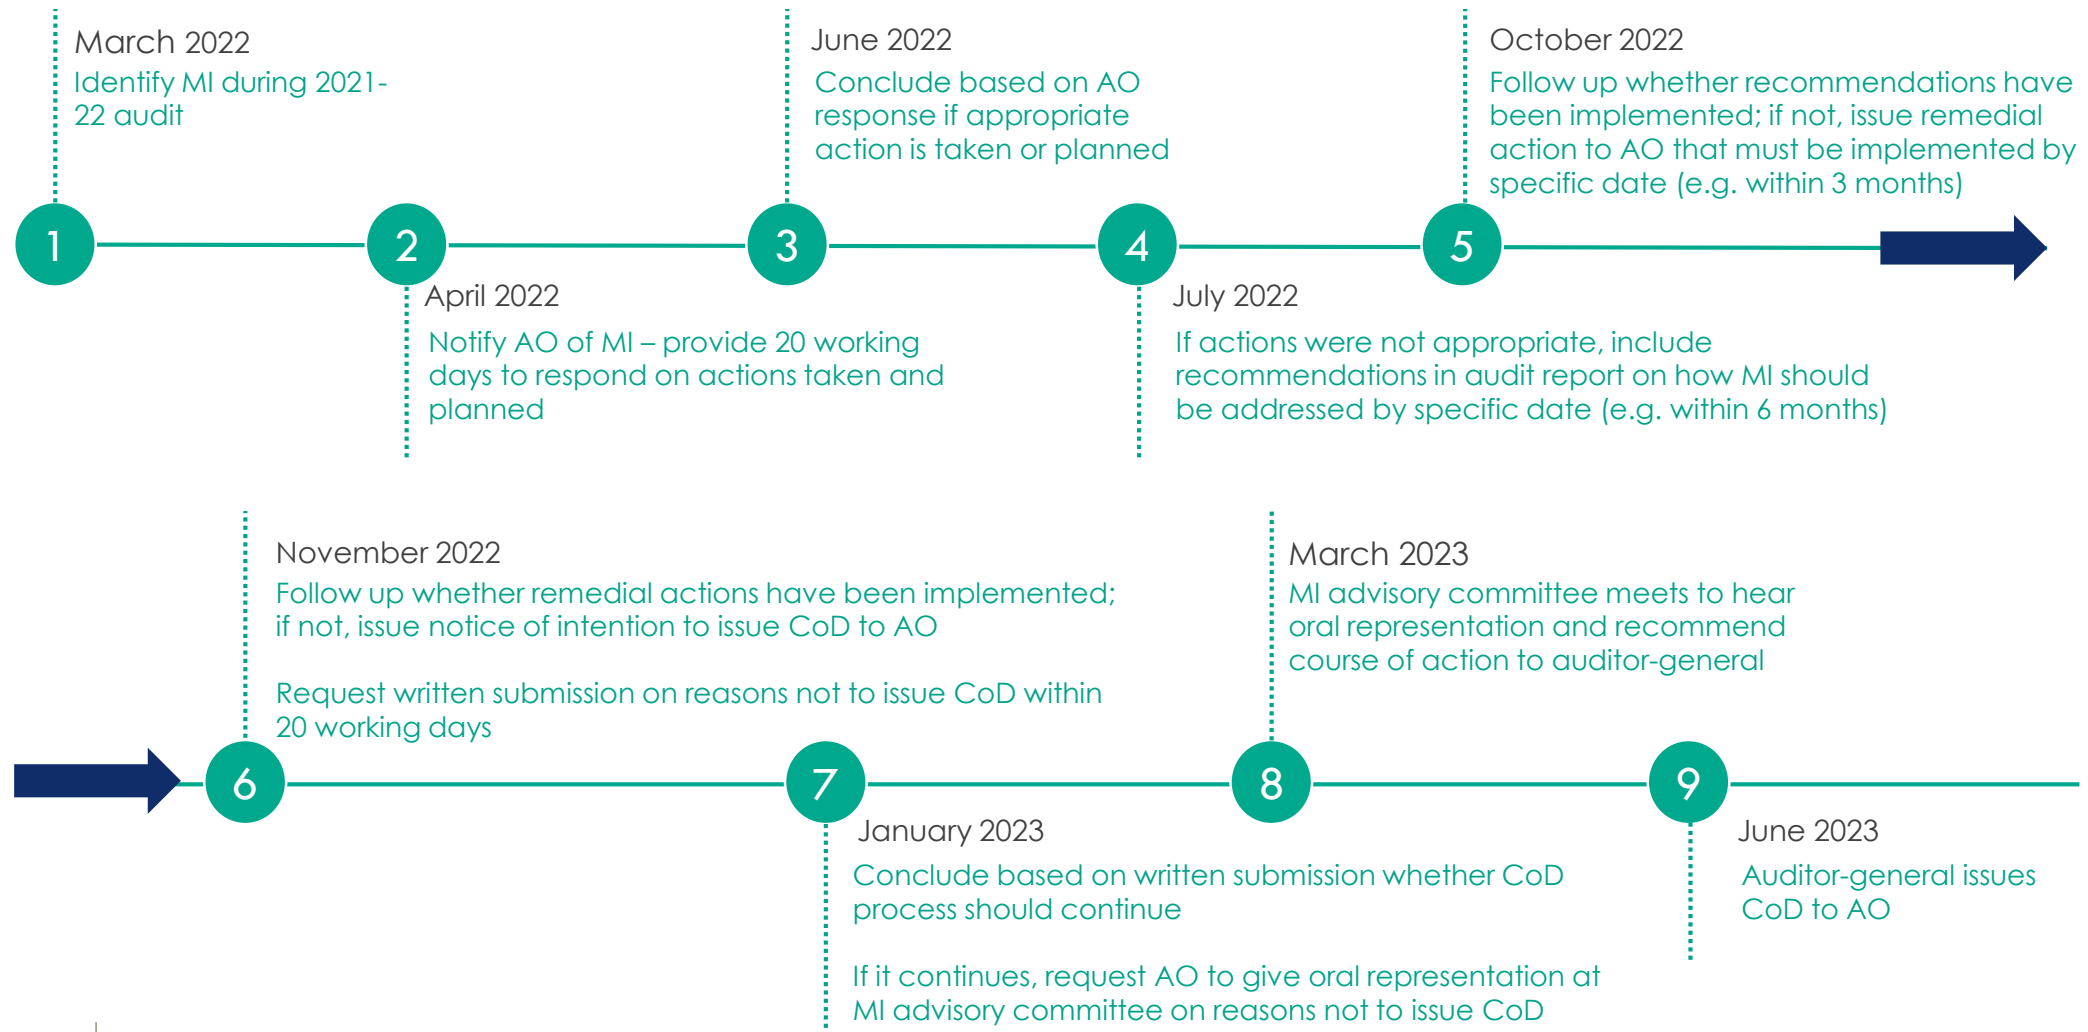 March 2022
Identify MI during 2021-
22 audit
June 2022
Conclude based on AO
response if appropriate
action is taken or planned
October 2022
Follow up whether recommendations have
been implemented; if not, issue remedial
action to AO that must be implemented by
specific date (e.g. within 3 months)
1
2
3
4
5
April 2022
Notify AO of MI – provide 20 working
days to respond on actions taken and
planned
July 2022
If actions were not appropriate, include
recommendations in audit report on how MI should
be addressed by specific date (e.g. within 6 months)
November 2022
Follow up whether remedial actions have been implemented;
if not, issue notice of intention to issue CoD to AO
Request written submission on reasons not to issue CoD within
20 working days
March 2023
MI advisory committee meets to hear
oral representation and recommend
course of action to auditor-general
6
7
8
9
January 2023
Conclude based on written submission whether CoD
process should continue
If it continues, request AO to give oral representation at
MI advisory committee on reasons not to issue CoD
June 2023
Auditor-general issues
CoD to AO